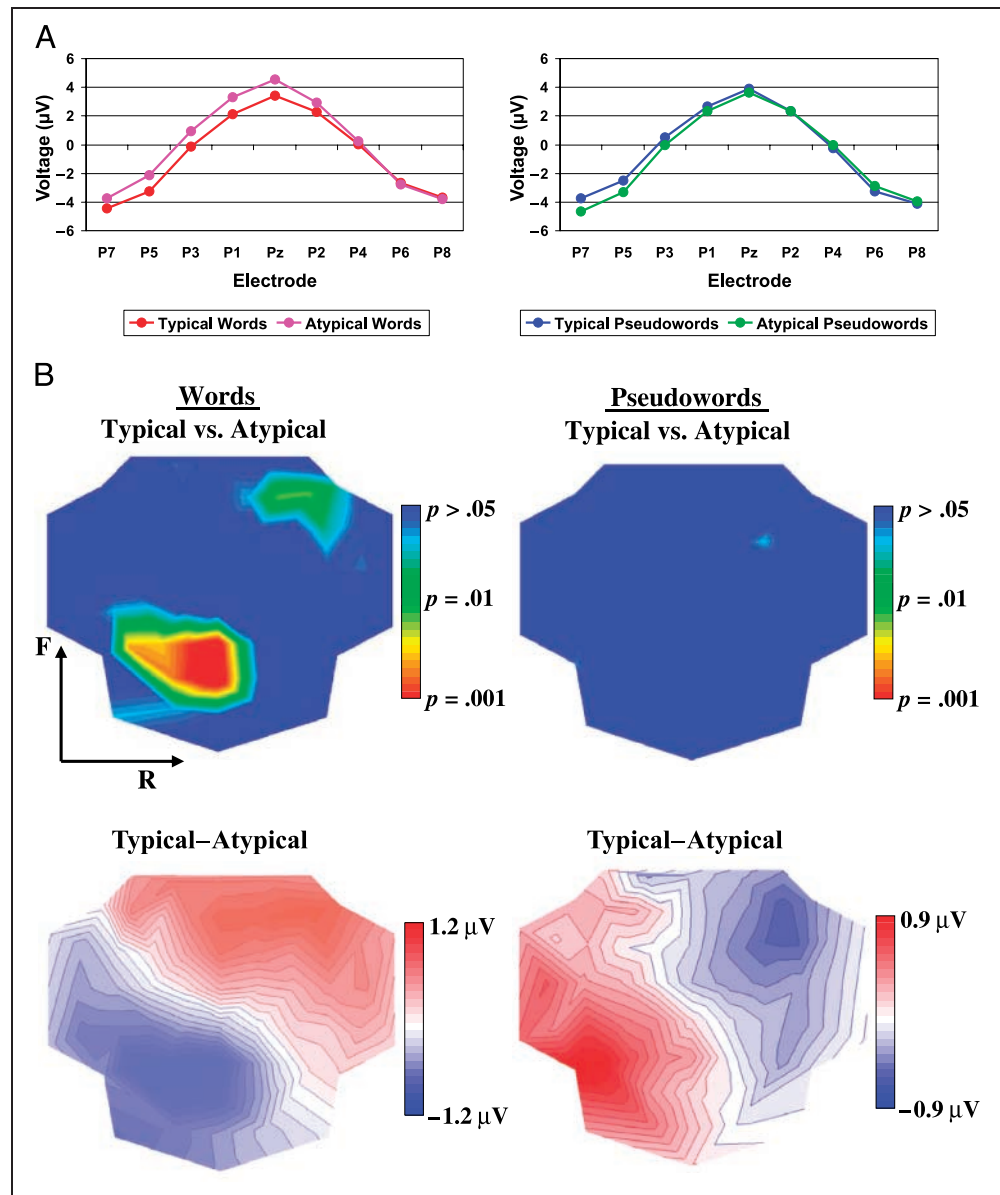 A
6
4
2
0
−2
−4
−6
Voltage (µV)
P7 P5 P3 P1 Pz P2 P4 P6 P8
Electrode
Typical Words Atypical Words
6
4
2
0
−2
−4
−6
Voltage (µV)
P7 P5 P3 P1 Pz P2 P4 P6 P8
Electrode
Typical Pseudowords Atypical Pseudowords
B
Words
Typical vs. Atypical
p > .05
p = .01
p = .001
F
R
Pseudowords
Typical vs. Atypical
p > .05
p = .01
p = .001
Typical–Atypical
1.2 µV
−1.2 µV
Typical–Atypical
0.9 µV
−0.9 µV